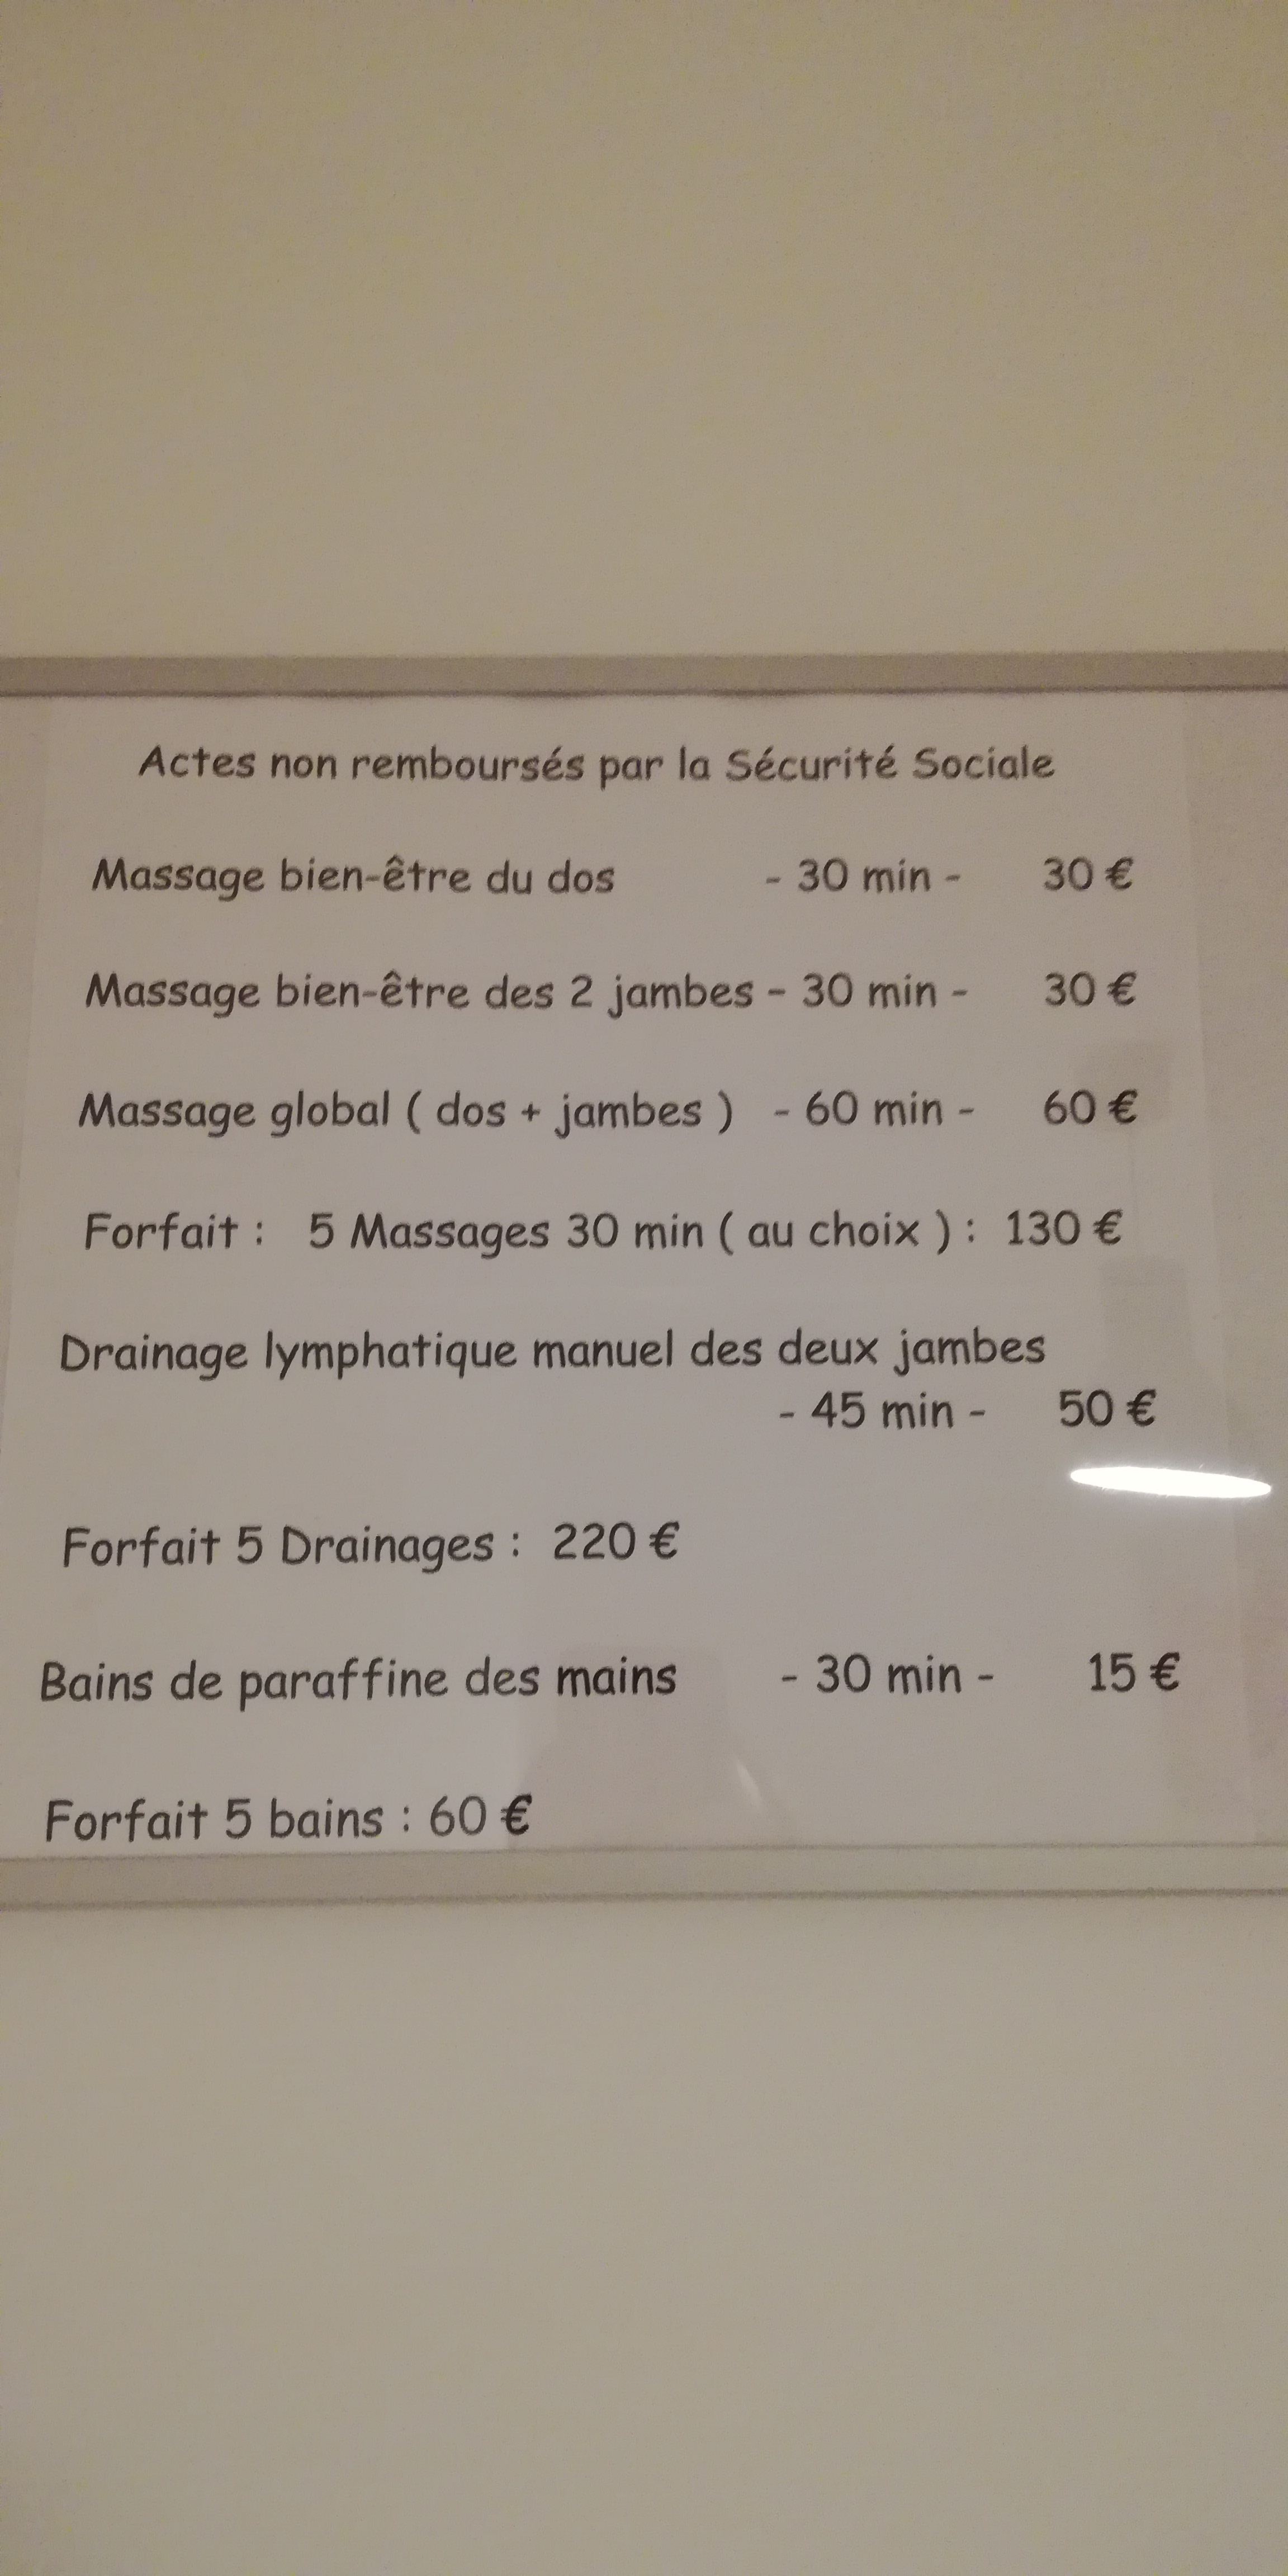 Actes non remboursés par la Sécurité Sociale
Massage bien-être du dos - 30 min - 30 €
Massage bien-être des 2 jambes - 30 min - 30 €
Massage global ( dos + jambes ) - 60 min - 60 €
Forfait : 5 Massages 30 min ( au choix ) : 130 €
Drainage lymphatique manuel des deux jambes
- 45 min - 50 €
Forfait 5 Drainages : 220 €
Bains de paraffine des mains - 30 min - 15 €
Forfait 5 bains : 60 €